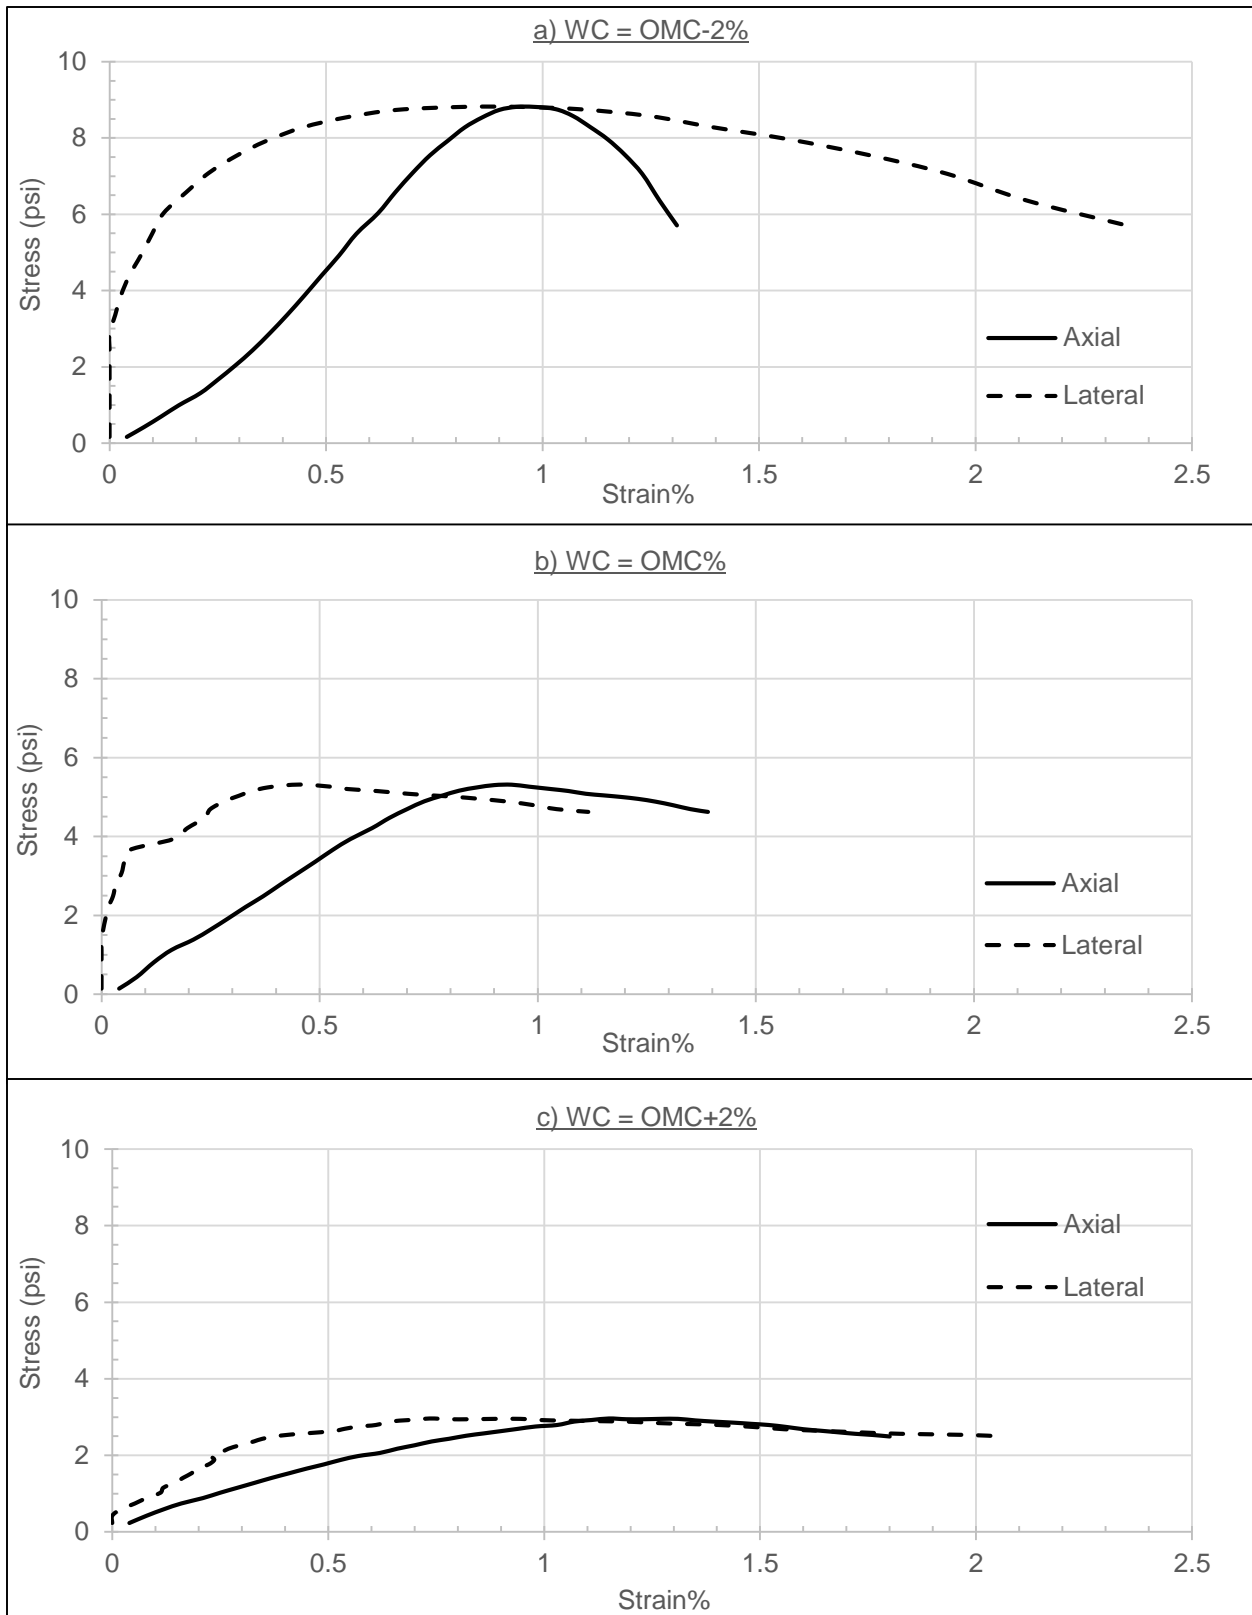 a) WC = OMC-2%
10
8
6
4
2
0
Stress (psi)
Axial
Lateral
0 0.5 1 1.5 2 2.5
Strain%
b) WC = OMC%
10
8
6
4
2
0
Stress (psi)
Axial
Lateral
0 0.5 1 1.5 2 2.5
Strain%
c) WC = OMC+2%
10
8
6
4
2
0
Stress (psi)
Axial
Lateral
0 0.5 1 1.5 2 2.5
Strain%